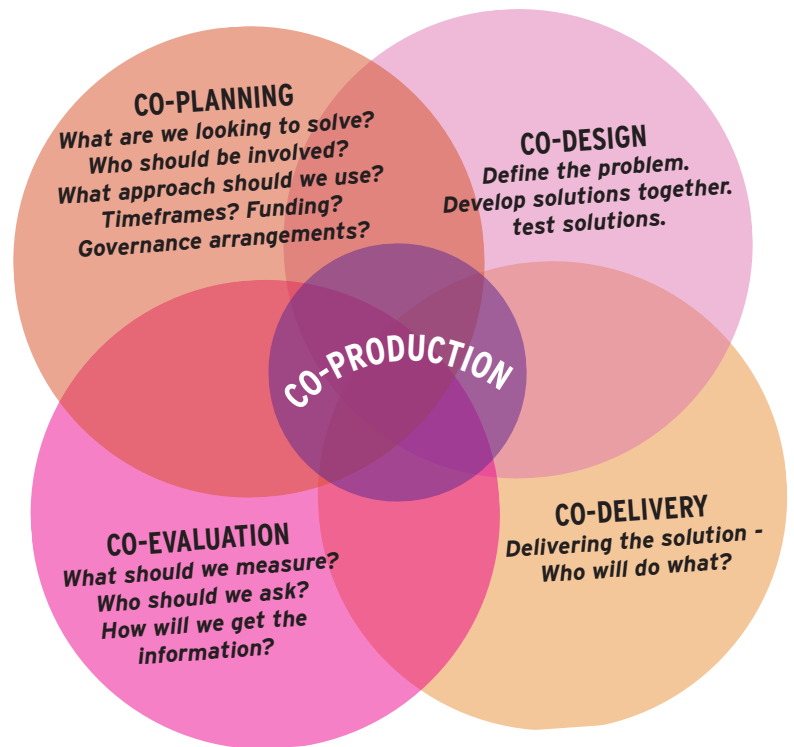 CO-PLANNING
What are we looking to solve?
Who should be involved?
What approach should we use?
Timeframes? Funding?
Governance arrangements?
CO-DESIGN
Define the problem.
Develop solutions together.
test solutions.
CO-PRODUCTION
CO-EVALUATION
What should we measure?
Who should we ask?
How will we get the
information?
CO-DELIVERY
Delivering the solution -
Who will do what?